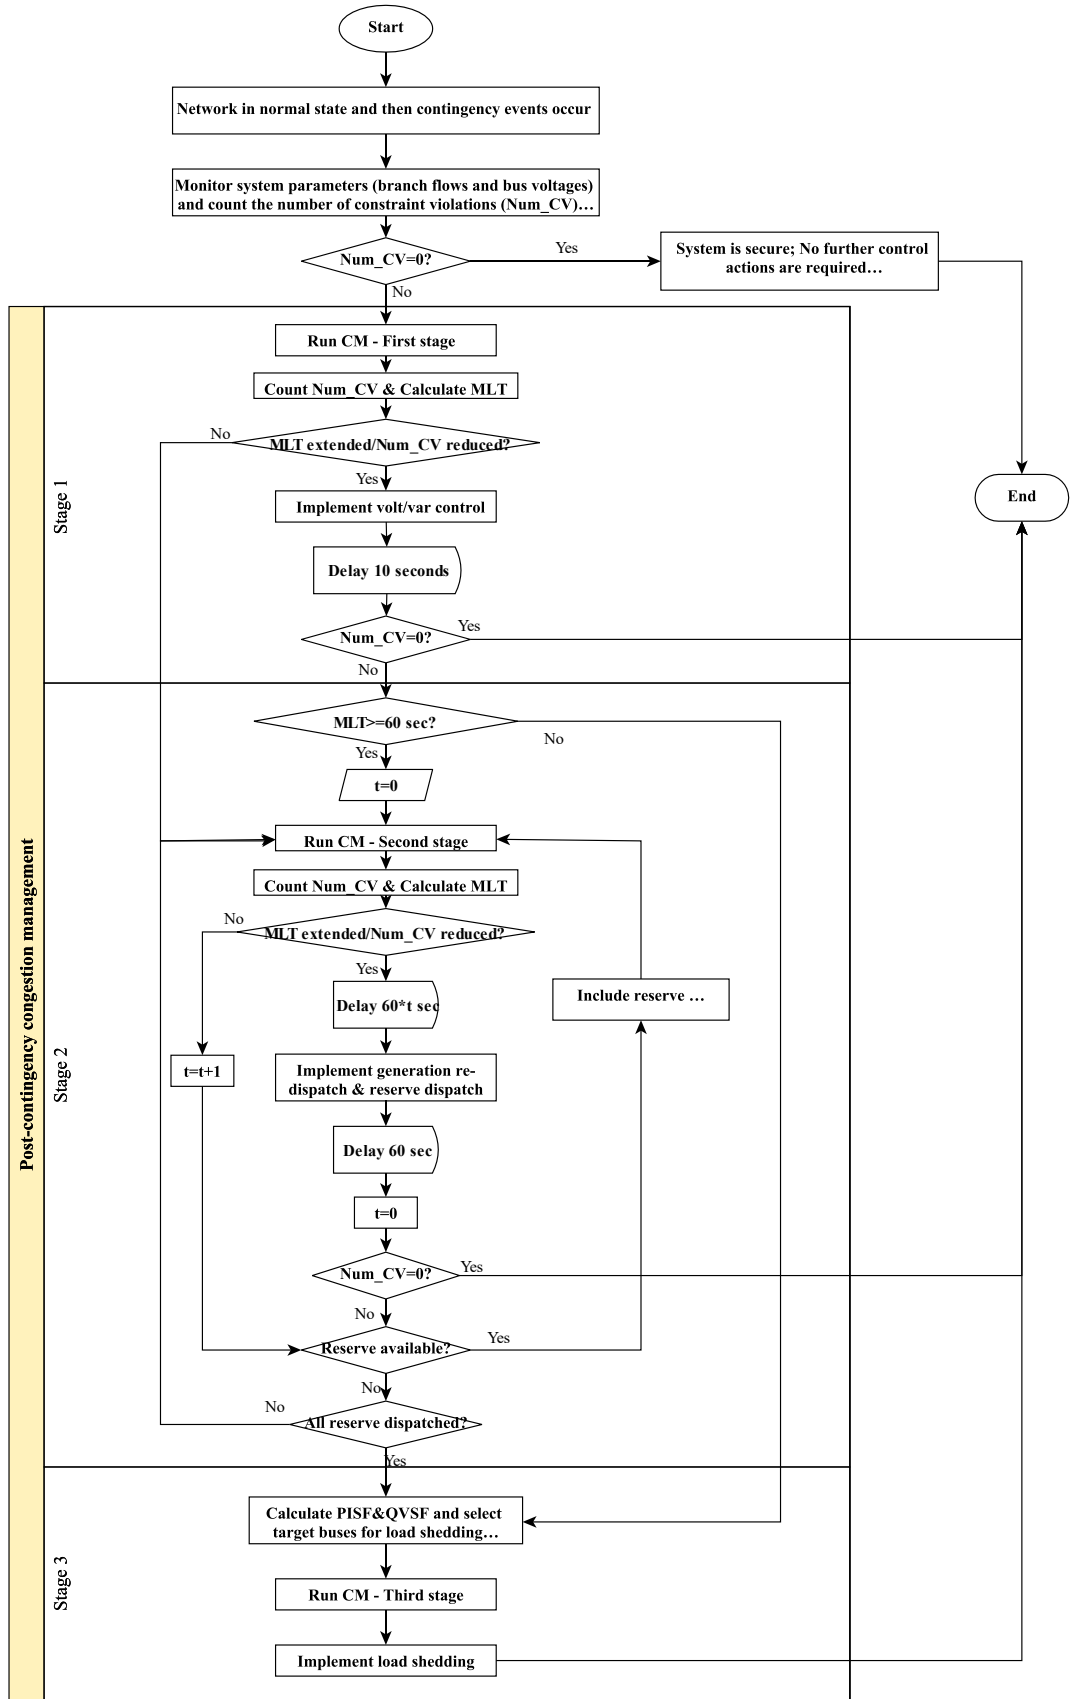 Start
Network in normal state and then contingency events occur
Monitor system parameters (branch flows and bus voltages)
and count the number of constraint violations (Num_CV)…
Num_CV=0?
Yes
System is secure; No further control
actions are required…
No
Run CM - First stage
Count Num_CV & Calculate MLT
No
MLT extended/Num_CV reduced?
Yes
Implement volt/var control
Stage 1
End
Delay 10 seconds
Num_CV=0?
Yes
No
MLT>=60 sec?
No
Yes
t=0
Run CM - Second stage
Count Num_CV & Calculate MLT
No
MLT extended/Num_CV reduced?
Yes
Delay 60*t sec
Include reserve …
Post-contingency congestion management
Stage 2
t=t+1
Implement generation re-
dispatch & reserve dispatch
Delay 60 sec
t=0
Num_CV=0?
Yes
No
Reserve available?
Yes
No
No
All reserve dispatched?
Yes
Calculate PISF&QVSF and select
target buses for load shedding…
Stage 3
Run CM - Third stage
Implement load shedding